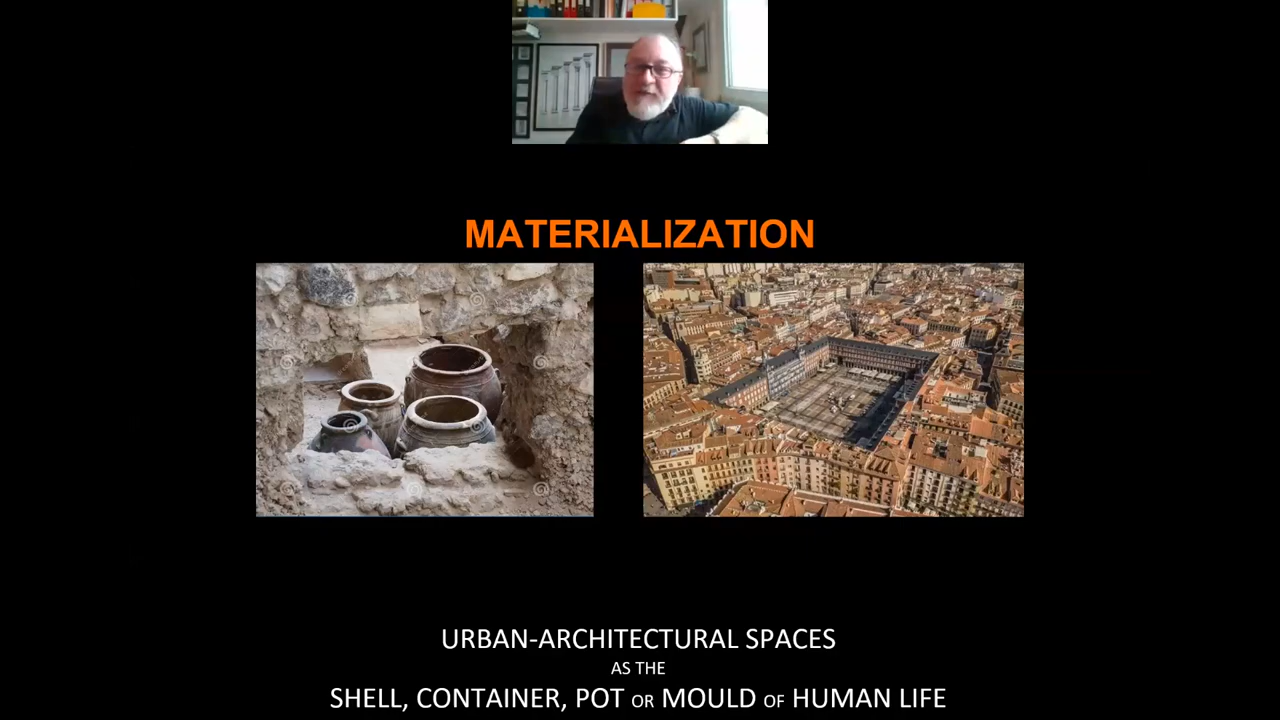 MATERIALIZATION
URBAN-ARCHITECTURAL SPACES
AS THE
SHELL, CONTAINER, POT OR MOULD OF HUMAN LIFE